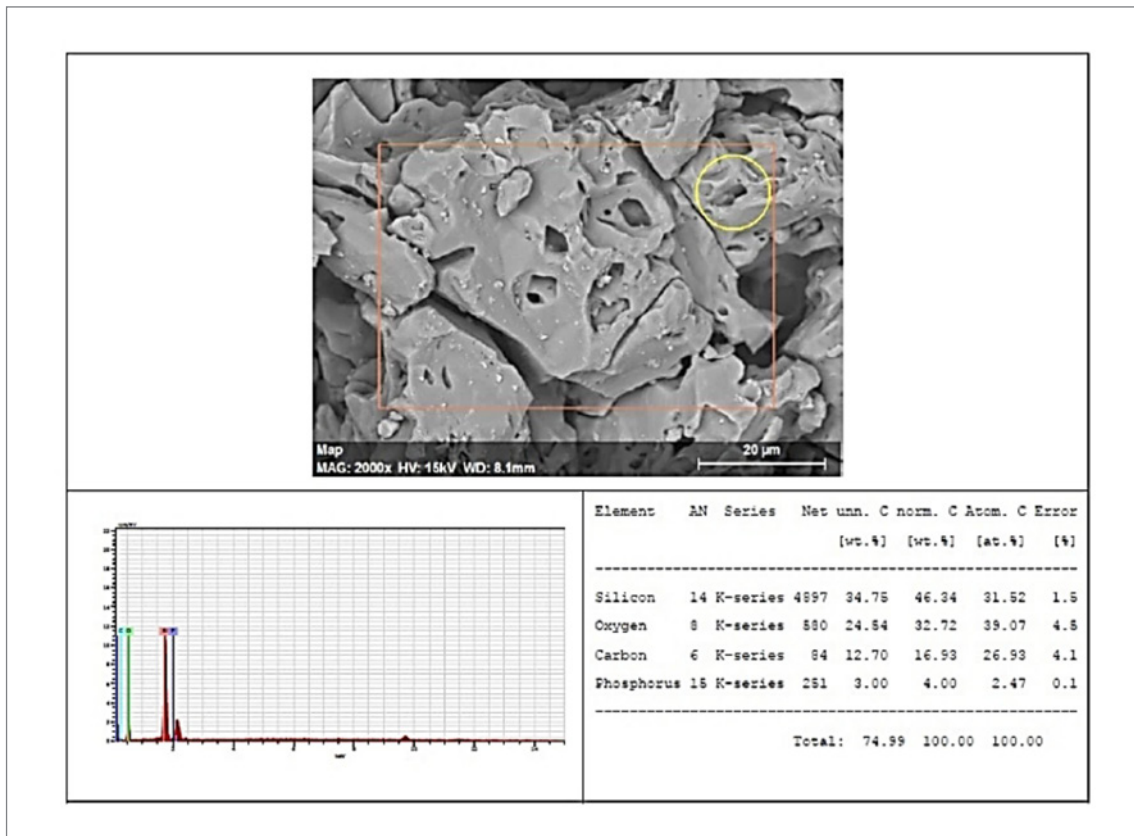 Map
MAG: 2000x HV: 15kV WD: 8.1mm
20 µm
Element AN Series Net unn. C norm. C Atom. C Error
[wt.%] [wt.%] [at.%] [%]
Silicon 14 K-series 4897 34.75 46.34 31.52 1.5
Oxygen 8 K-series 580 24.54 32.72 39.07 4.5
Carbon 6 K-series 84 12.70 16.93 26.93 4.1
Phosphorus 15 K-series 251 3.00 4.00 2.47 0.1
Total: 74.99 100.00 100.00